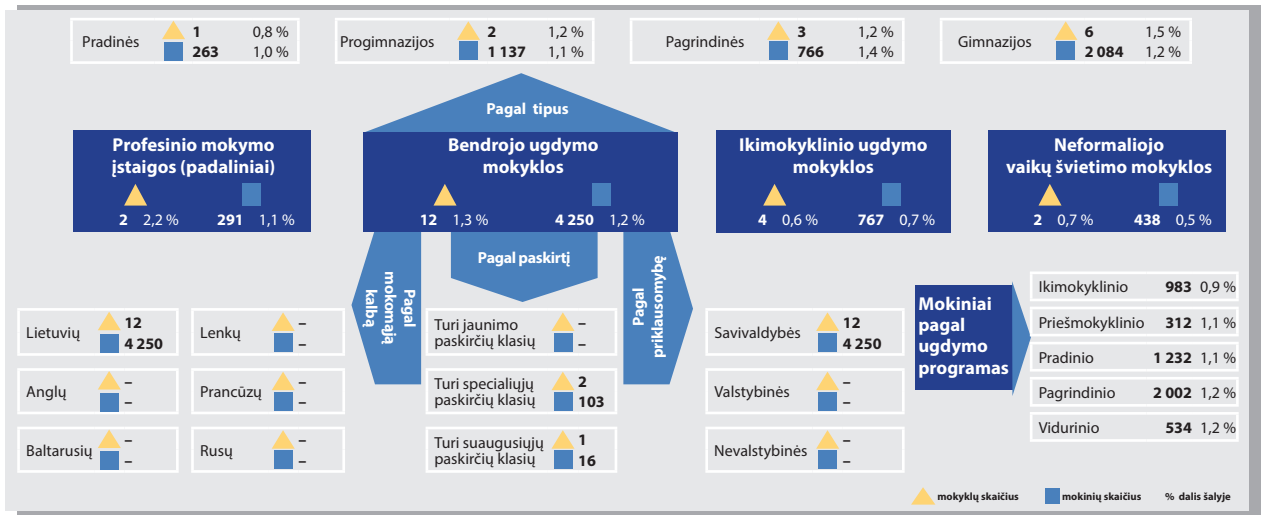 Pradinės
1 0,8 %
263 1,0 %
Progimnazijos
2 1,2 %
1 137 1,1 %
Pagrindinės
3 1,2 %
766 1,4 %
Gimnazijos
6 1,5 %
2 084 1,2 %
Pagal tipus
Profesinio mokymo
įstaigos (padaliniai)
2 2,2 % 291 1,1 %
Bendrojo ugdymo
mokyklos
12 1,3 % 4 250 1,2 %
Ikimokyklinio ugdymo
mokyklos
4 0,6 % 767 0,7 %
Neformaliojo
vaikų švietimo mokyklos
2 0,7 % 438 0,5 %
Pagal
mokomąją
kalbą
Pagal paskirtį
Pagal
priklausomybę
Lietuvių
12
4 250
Lenkų
–
–
Anglų
–
–
Prancūzų
–
–
Baltarusių
–
–
Rusų
–
–
Turi jaunimo
paskirčių klasių
–
–
Turi specialiųjų
paskirčių klasių
2
103
Turi suaugusiųjų
paskirčių klasių
1
16
Savivaldybės
12
4 250
Valstybinės
–
–
Nevalstybinės
–
–
Mokiniai
pagal
ugdymo
programas
Ikimokyklinio 983 0,9 %
Priešmokyklinio 312 1,1 %
Pradinio 1 232 1,1 %
Pagrindinio 2 002 1,2 %
Vidurinio 534 1,2 %
mokyklų skaičius mokinių skaičius % dalis šalyje